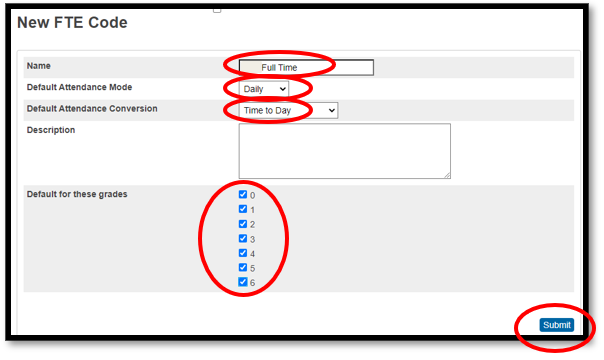 New FTE Code
Name Full Time
Default Attendance Mode Daily
Default Attendance Conversion Time to Day
Description
Default for these grades 0
1
2
3
4
5
6
Submit